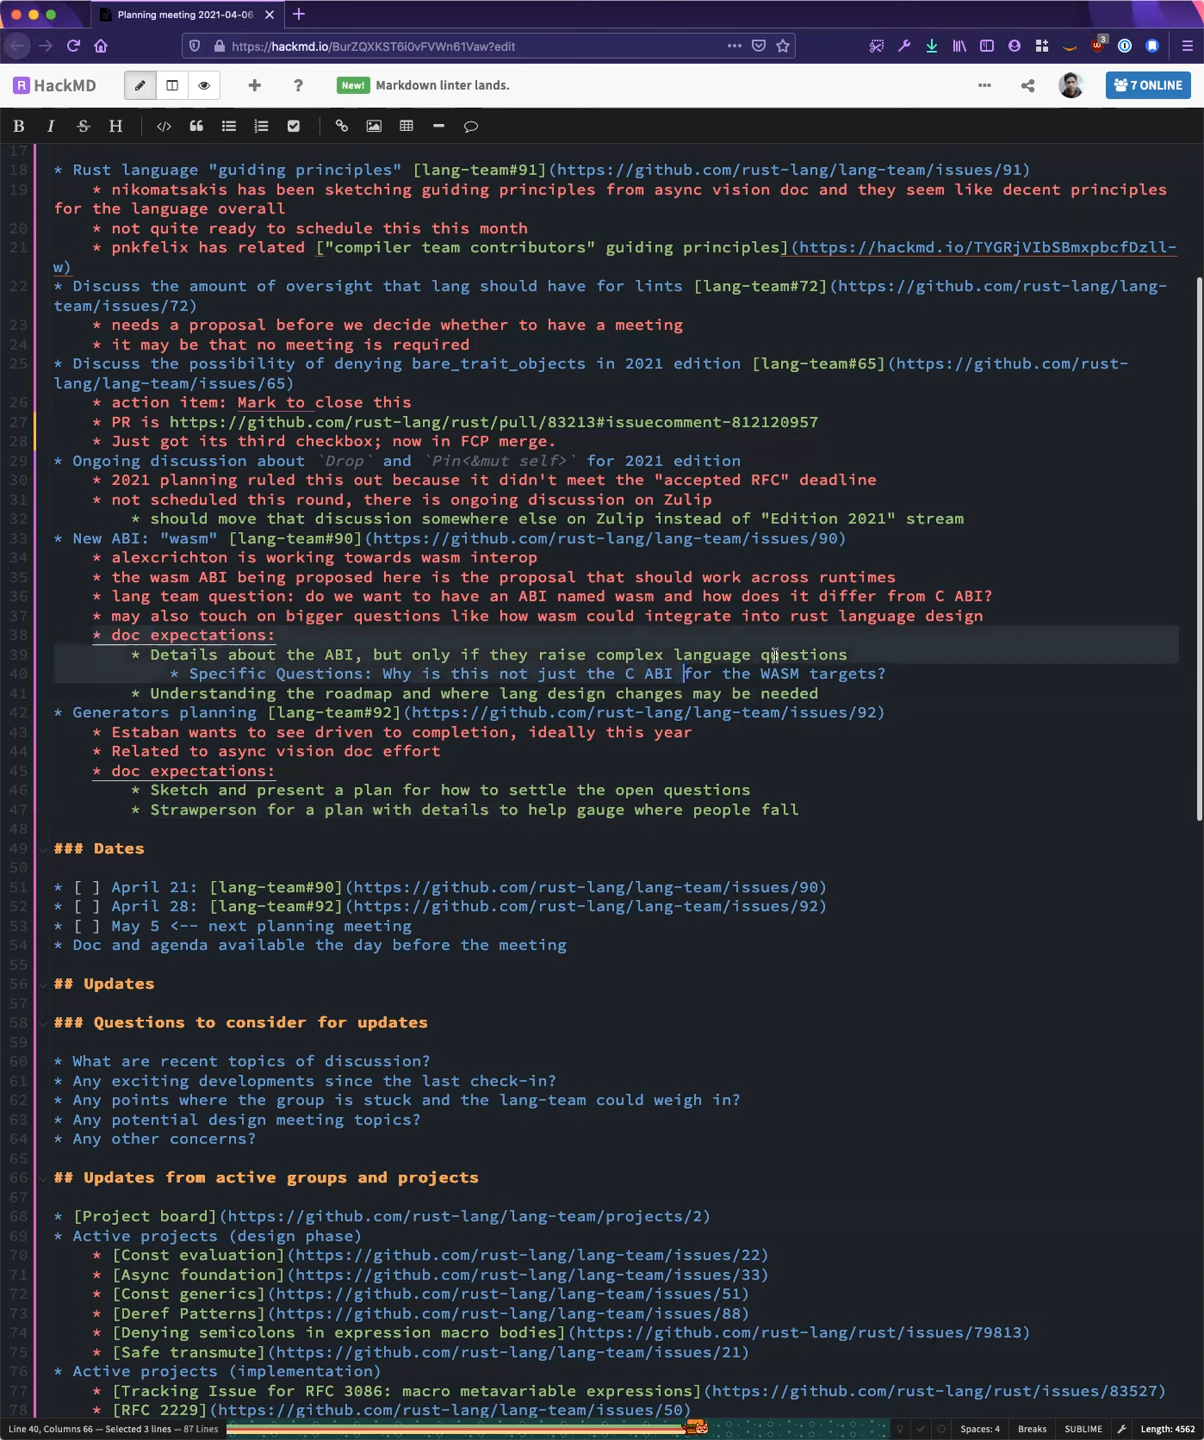 Planning meeting 2021-04-06
https://hackmd.io/BurZQXKST6i0vFVWn61Vaw?edit
3
HackMD
New! Markdown linter lands.
7 ONLINE
B I S H
17
18 * Rust language "guiding principles" [lang-team#91](https://github.com/rust-lang/lang-team/issues/91)
19 * nikomatsakis has been sketching guiding principles from async vision doc and they seem like decent principles
for the language overall
20 * not quite ready to schedule this this month
21 * pnkfelix has related ["compiler team contributors" guiding principles](https://hackmd.io/TYGRjVIbSBmxpbcfDzll-
w)
22 * Discuss the amount of oversight that lang should have for lints [lang-team#72](https://github.com/rust-lang/lang-
team/issues/72)
23 * needs a proposal before we decide whether to have a meeting
24 * it may be that no meeting is required
25 * Discuss the possibility of denying bare_trait_objects in 2021 edition [lang-team#65](https://github.com/rust-
lang/lang-team/issues/65)
26 * action item: Mark to close this
27 * PR is https://github.com/rust-lang/rust/pull/83213#issuecomment-812120957
28 * Just got its third checkbox; now in FCP merge.
29 * Ongoing discussion about `Drop` and `Pin<&mut self>` for 2021 edition
30 * 2021 planning ruled this out because it didn't meet the "accepted RFC" deadline
31 * not scheduled this round, there is ongoing discussion on Zulip
32 * should move that discussion somewhere else on Zulip instead of "Edition 2021" stream
33 * New ABI: "wasm" [lang-team#90](https://github.com/rust-lang/lang-team/issues/90)
34 * alexcrichton is working towards wasm interop
35 * the wasm ABI being proposed here is the proposal that should work across runtimes
36 * lang team question: do we want to have an ABI named wasm and how does it differ from C ABI?
37 * may also touch on bigger questions like how wasm could integrate into rust language design
38 * doc expectations:
39 * Details about the ABI, but only if they raise complex language questions
40 * Specific Questions: Why is this not just the C ABI for the WASM targets?
41 * Understanding the roadmap and where lang design changes may be needed
42 * Generators planning [lang-team#92](https://github.com/rust-lang/lang-team/issues/92)
43 * Estaban wants to see driven to completion, ideally this year
44 * Related to async vision doc effort
45 * doc expectations:
46 * Sketch and present a plan for how to settle the open questions
47 * Strawperson for a plan with details to help gauge where people fall
48
49 ### Dates
50
51 * [ ] April 21: [lang-team#90](https://github.com/rust-lang/lang-team/issues/90)
52 * [ ] April 28: [lang-team#92](https://github.com/rust-lang/lang-team/issues/92)
53 * [ ] May 5 <-- next planning meeting
54 * Doc and agenda available the day before the meeting
55
56 ## Updates
57
58 ### Questions to consider for updates
59
60 * What are recent topics of discussion?
61 * Any exciting developments since the last check-in?
62 * Any points where the group is stuck and the lang-team could weigh in?
63 * Any potential design meeting topics?
64 * Any other concerns?
65
66 ## Updates from active groups and projects
67
68 * [Project board](https://github.com/rust-lang/lang-team/projects/2)
69 * Active projects (design phase)
70 * [Const evaluation](https://github.com/rust-lang/lang-team/issues/22)
71 * [Async foundation](https://github.com/rust-lang/lang-team/issues/33)
72 * [Const generics](https://github.com/rust-lang/lang-team/issues/51)
73 * [Deref Patterns](https://github.com/rust-lang/lang-team/issues/88)
74 * [Denying semicolons in expression macro bodies](https://github.com/rust-lang/rust/issues/79813)
75 * [Safe transmute](https://github.com/rust-lang/lang-team/issues/21)
76 * Active projects (implementation)
77 * [Tracking Issue for RFC 3086: macro metavariable expressions](https://github.com/rust-lang/rust/issues/83527)
78 * [RFC 2229](https://github.com/rust-lang/lang-team/issues/50)
Line 40, Columns 66 — Selected 3 lines — 87 Lines
Spaces: 4 Breaks SUBLIME Length: 4562